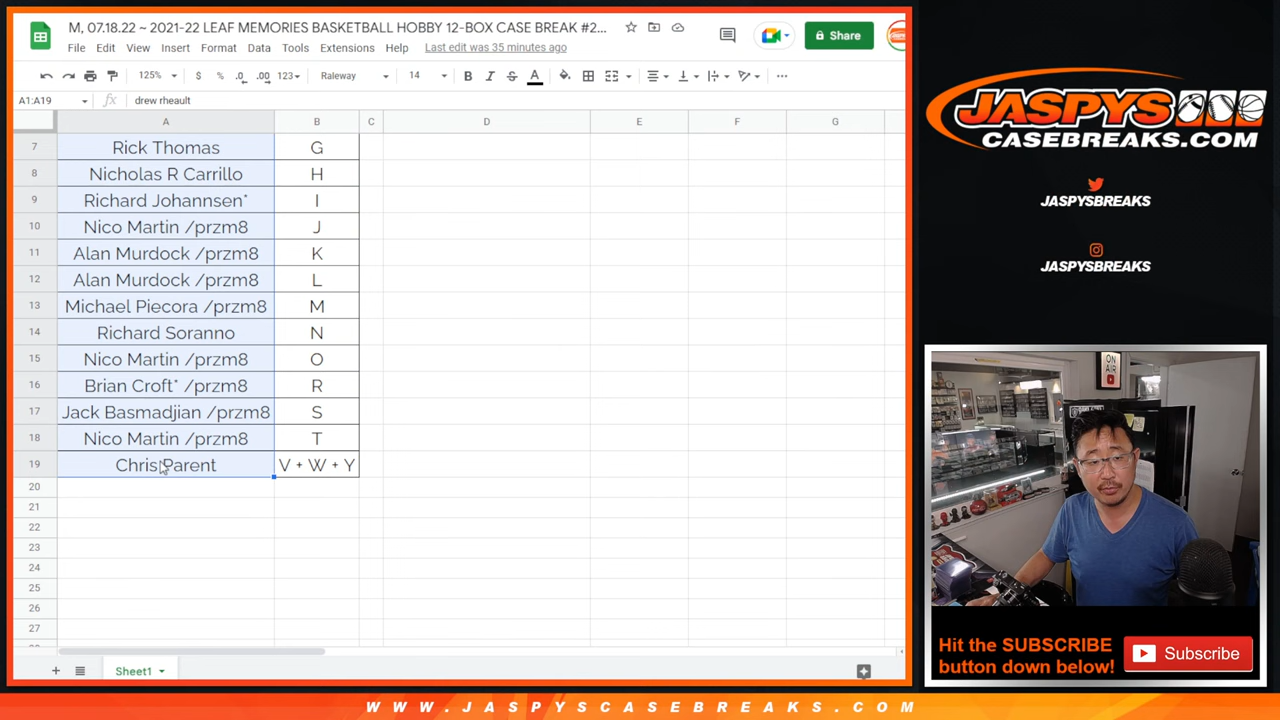 M, 07.18.22 ~ 2021-22 LEAF MEMORIES BASKETBALL HOBBY 12-BOX CASE BREAK #2...
Share
File Edit View Insert Format Data Tools Extensions Help Last edit was 35 minutes ago
125% $ % .0 .00 123 Raleway 14 B I S A
A1:A19 fx drew rheault
A B C D E F G
7 Rick Thomas G
8 Nicholas R Carrillo H
9 Richard Johannsen* I
10 Nico Martin /przm8 J
11 Alan Murdock /przm8 K
12 Alan Murdock /przm8 L
13 Michael Piecora /przm8 M
14 Richard Soranno N
15 Nico Martin /przm8 O
16 Brian Croft* /przm8 R
17 Jack Basmadjian /przm8 S
18 Nico Martin /przm8 T
19 Chris Parent V + W + Y
20
21
22
23
24
25
26
27
Sheet1
JASPYS
CASEBREAKS.COM
JASPYSBREAKS
JASPYSBREAKS
ON
AIR
Hit the SUBSCRIBE
button down below!
Subscribe
WWW.JASPYSCASEBREAKS.COM